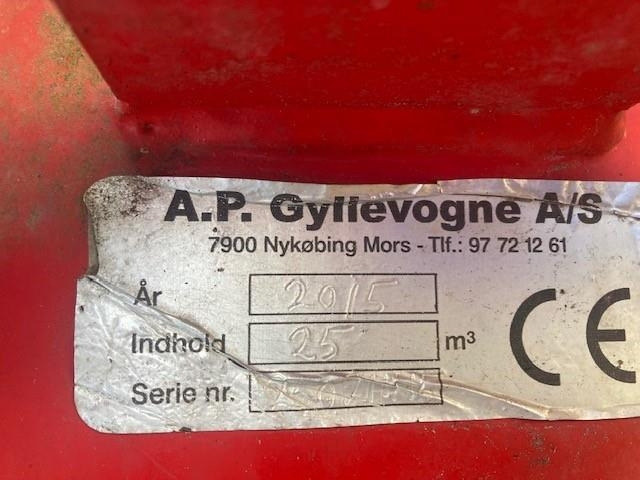 A.P. Gyllevogne A/S
7900 Nykøbing Mors - Tlf.: 97 72 12 61
År 2015
Indhold 25 m³
Serie nr.
CE